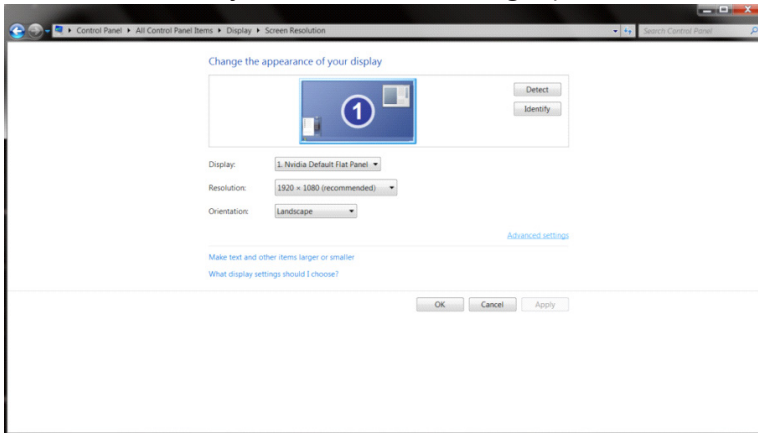 Control Panel ▸ All Control Panel Items ▸ Display ▸ Screen Resolution
Search Control Panel
Change the appearance of your display
1
Detect
Identify
Display: 1. Nvidia Default Flat Panel
Resolution: 1920 × 1080 (recommended)
Orientation: Landscape
Advanced settings
Make text and other items larger or smaller
What display settings should I choose?
OK Cancel Apply